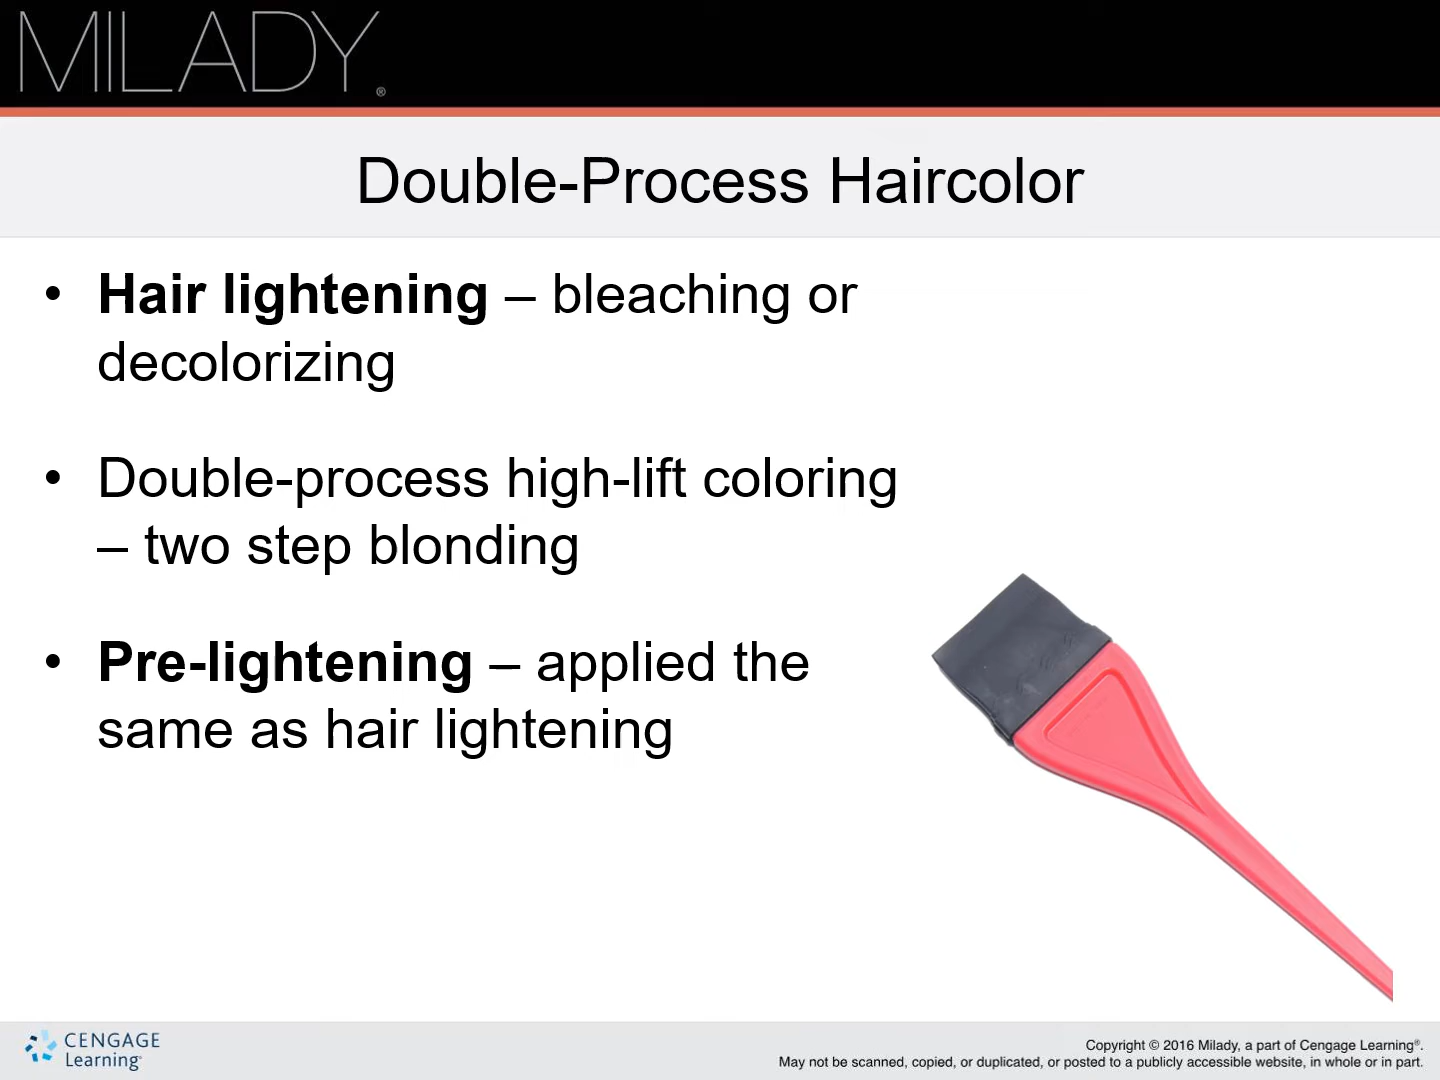 MILADY®
Double-Process Haircolor
• Hair lightening – bleaching or
decolorizing
• Double-process high-lift coloring
– two step blonding
• Pre-lightening – applied the
same as hair lightening
CENGAGE
Learning®
Copyright © 2016 Milady, a part of Cengage Learning®.
May not be scanned, copied, or duplicated, or posted to a publicly accessible website, in whole or in part.